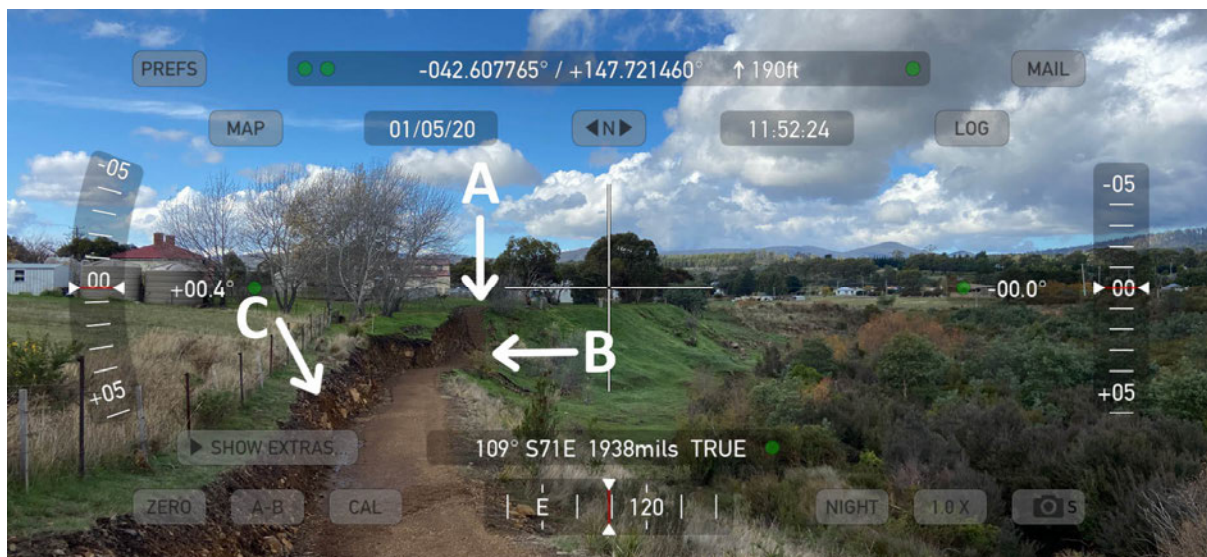 PREFS
-042.607765° / +147.721460° ↑ 190ft
MAIL
MAP
01/05/20
◀N▶
11:52:24
LOG
A
-05
-05
00
+00.4°
-00.0°
00
C
B
+05
+05
▶ SHOW EXTRAS...
109° S71E 1938mils TRUE
ZERO
A-B
CAL
E
120
NIGHT
1.0 X
S